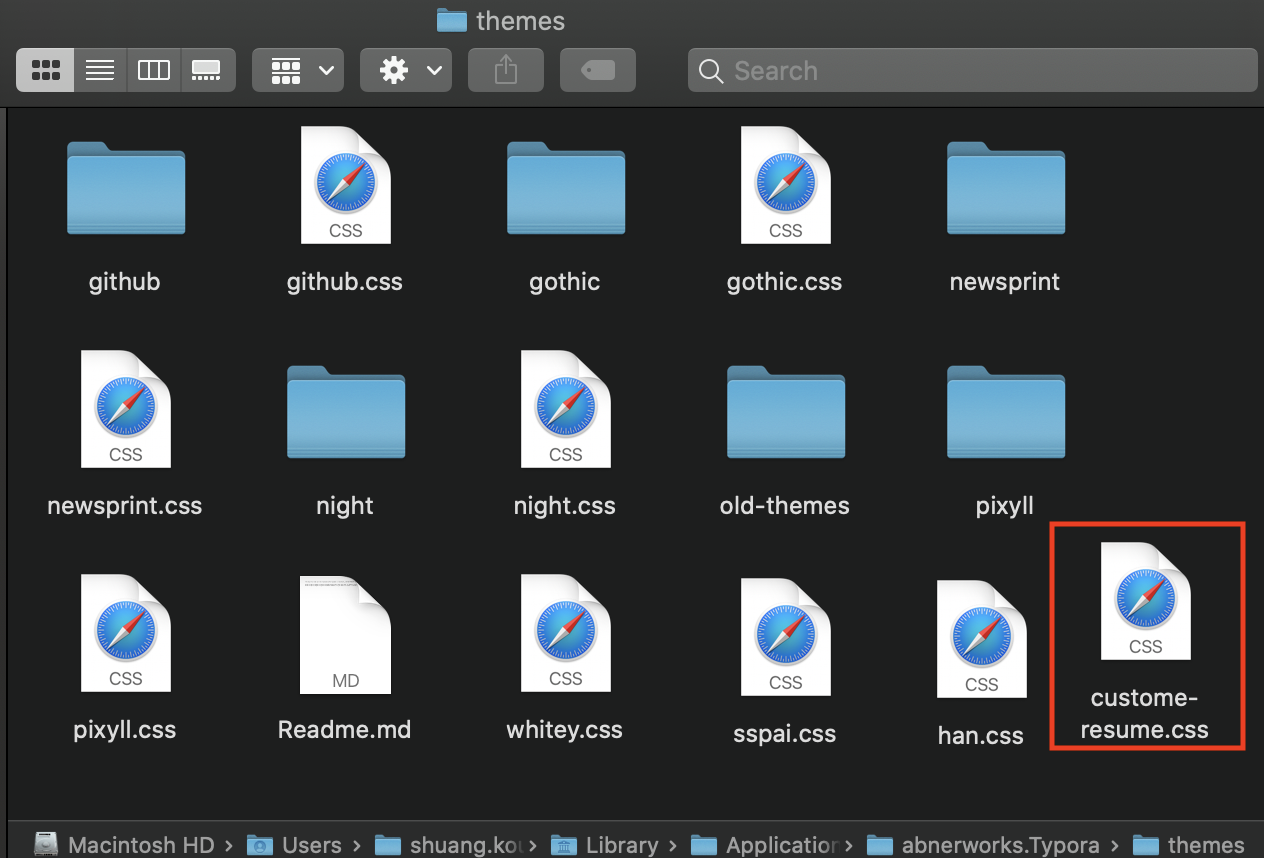 themes
Search
CSS
CSS
github
github.css
gothic
gothic.css
newsprint
CSS
CSS
newsprint.css
night
night.css
old-themes
pixyll
CSS
MD
CSS
CSS
CSS
CSS
pixyll.css
Readme.md
whitey.css
sspai.css
han.css
custome-
resume.css
Macintosh HD › Users › shuang.kou › Library › Application › abnerworks.Typora › themes